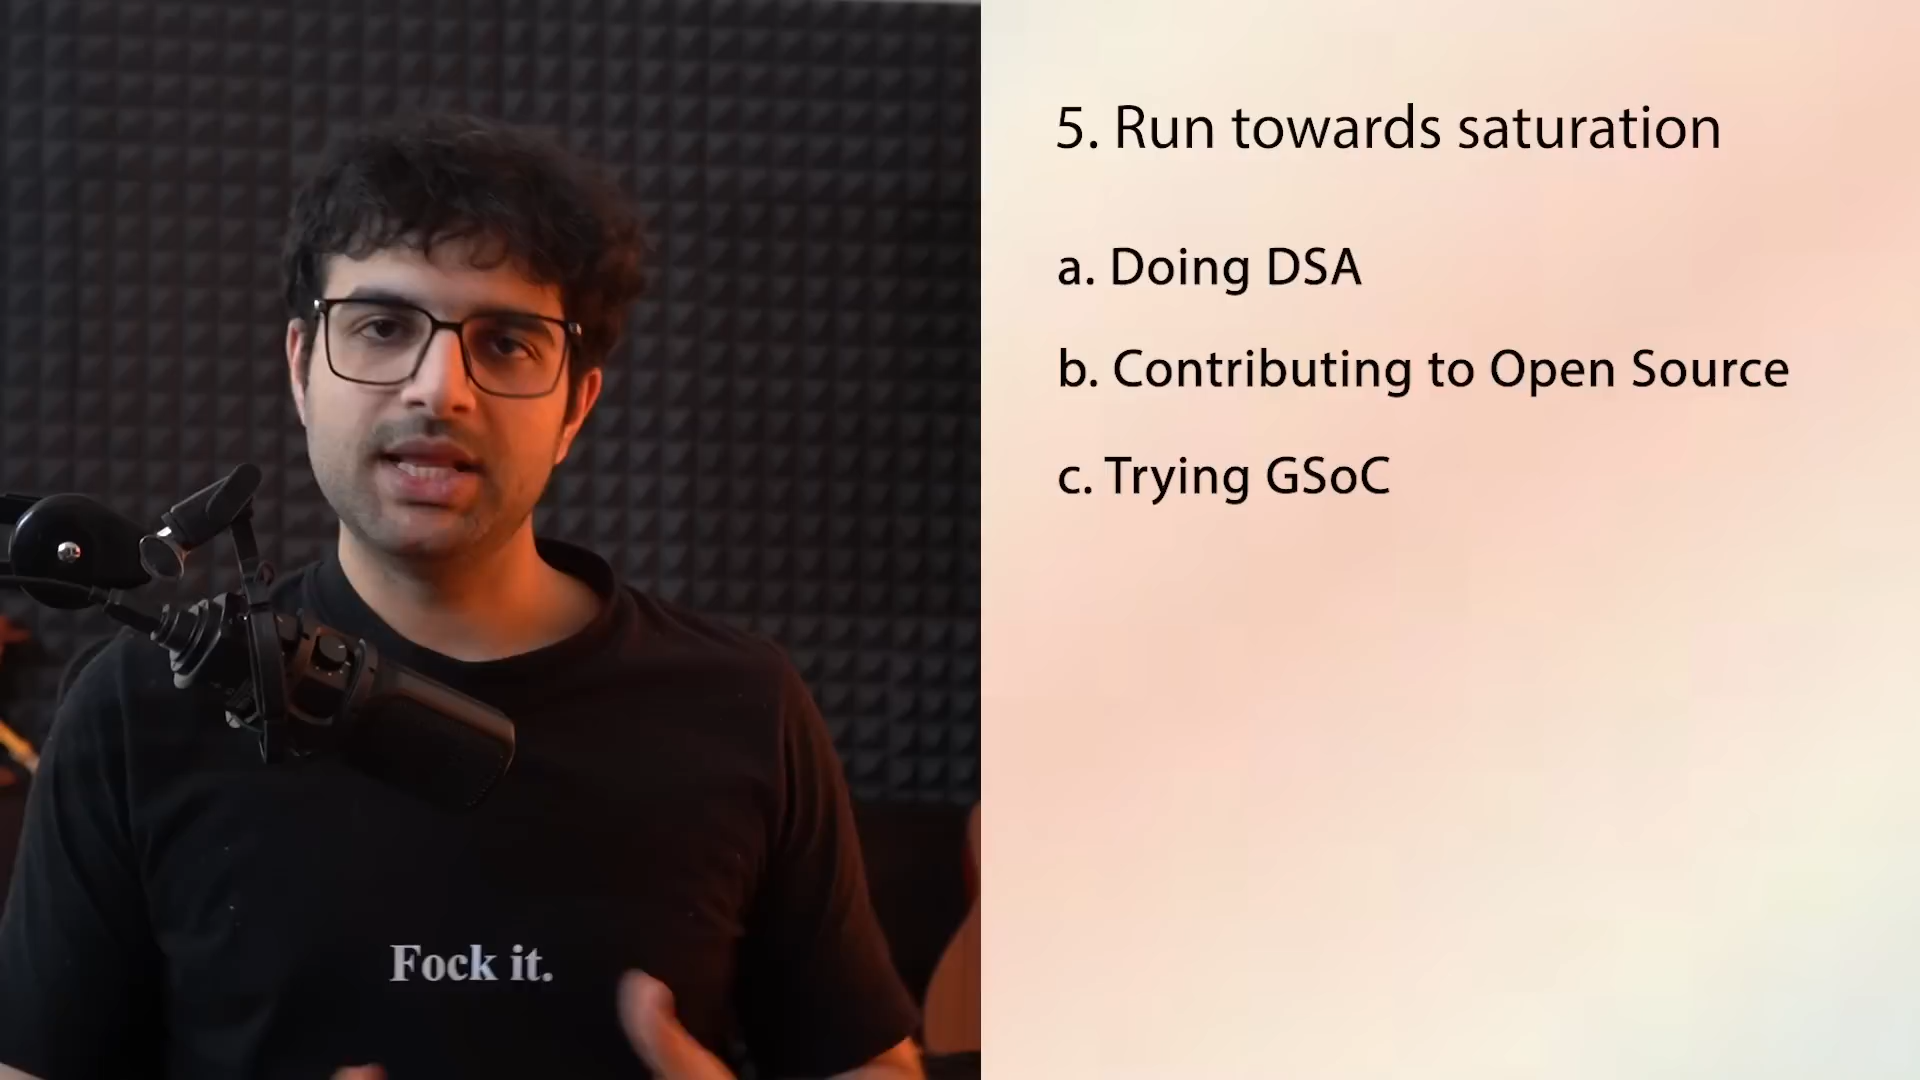 5. Run towards saturation
a. Doing DSA
b. Contributing to Open Source
c. Trying GSoC
Fock it.